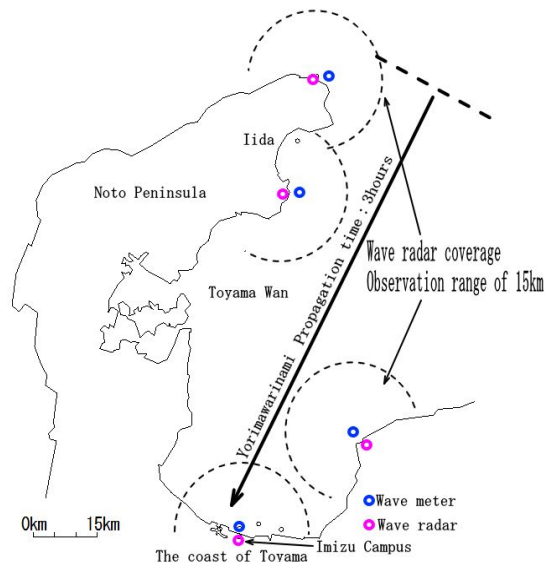 Iida
Noto Peninsula
Toyama Wan
Yorimawarinami Propagation time：3hours
Wave radar coverage
Observation range of 15km
Wave meter
Wave radar
0km 15km
Imizu Campus
The coast of Toyama